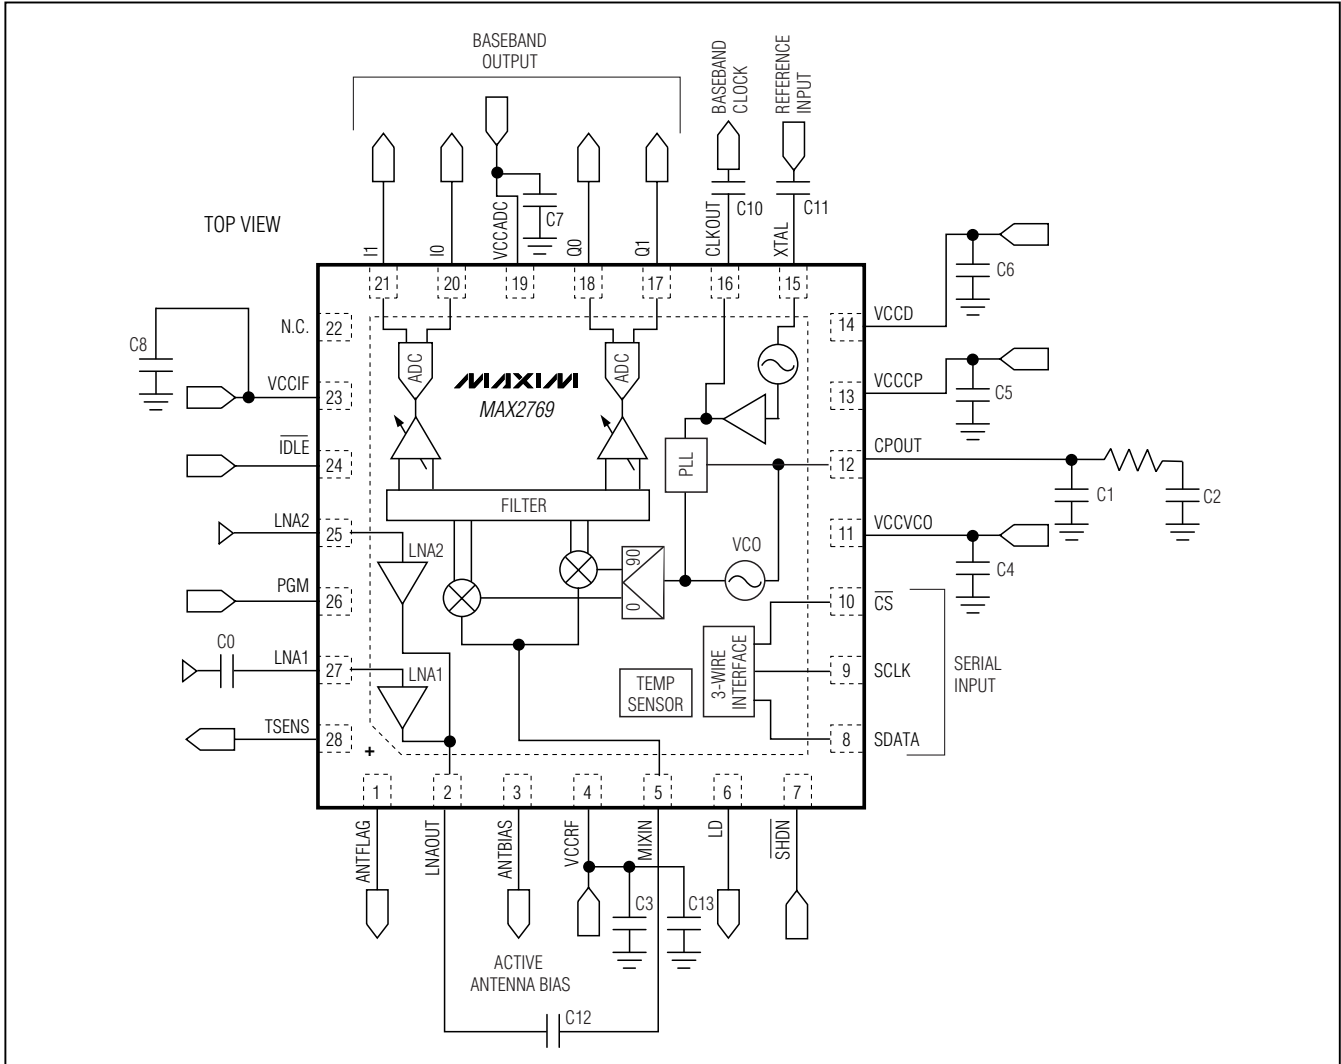 BASEBAND
OUTPUT
BASEBAND
CLOCK
REFERENCE
INPUT
TOP VIEW
I1
I0
VCCADC
C7
Q0
Q1
CLKOUT
C10
XTAL
C11
C6
21
20
19
18
17
16
15
N.C.
22
14
VCCD
C8
VCCIF
23
ADC
MAXIM
MAX2769
ADC
13
VCCCP
C5
IDLE
24
PLL
12
CPOUT
C1
C2
FILTER
LNA2
25
LNA2
11
VCCVCO
C4
90
0
VCO
PGM
26
10
CS
C0
LNA1
27
LNA1
TEMP
SENSOR
3-WIRE
INTERFACE
9
SCLK
SERIAL
INPUT
TSENS
28
+
8
SDATA
1
2
3
4
5
6
7
ANTFLAG
LNAOUT
ANTBIAS
VCCRF
MIXIN
LD
SHDN
C3
C13
ACTIVE
ANTENNA BIAS
C12